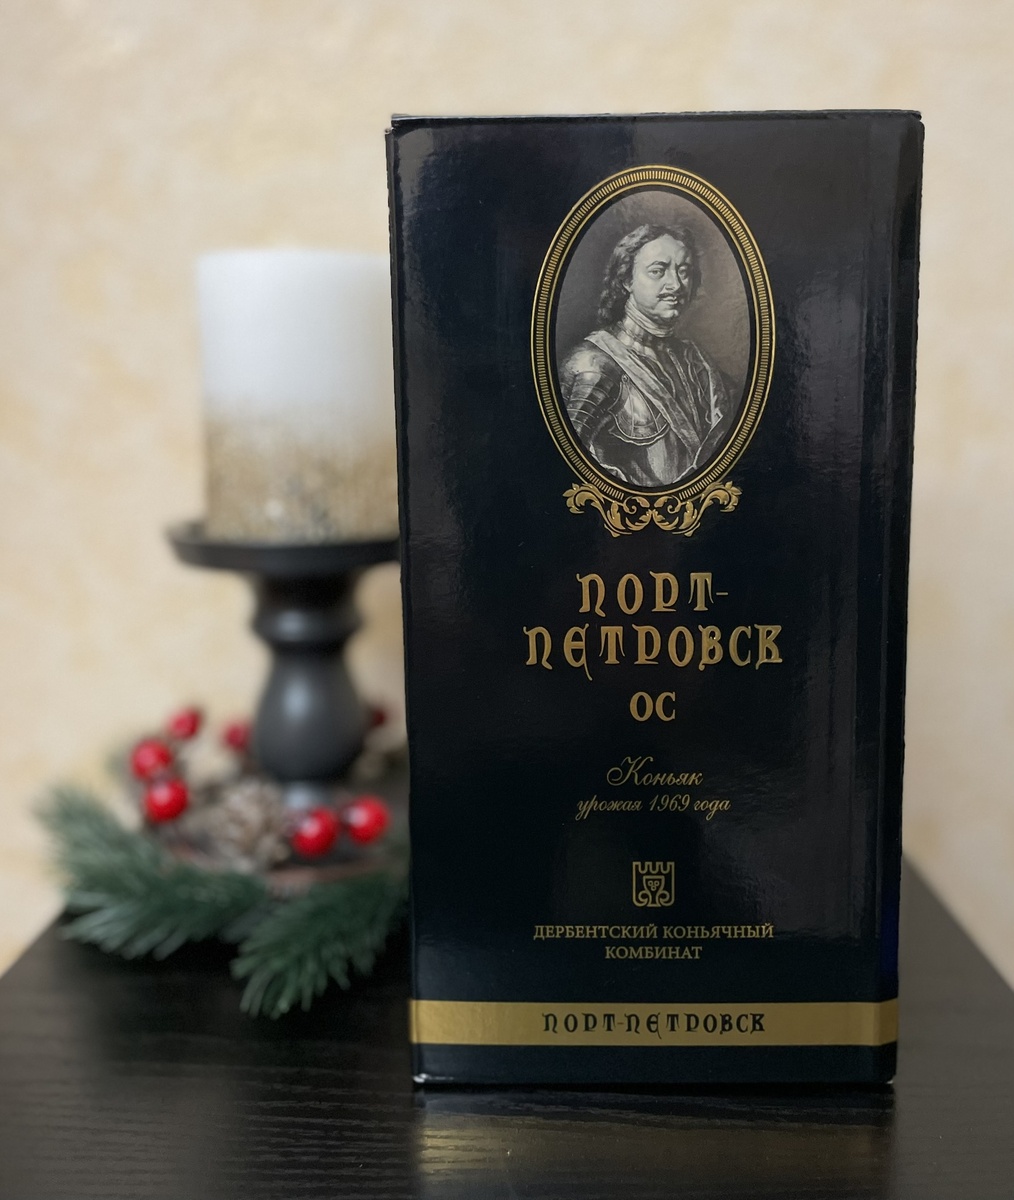 ПОРТ-
ПЕТРОВСК
ОС
Коньяк
урожая 1969 года
ДЕРБЕНТСКИЙ КОНЬЯЧНЫЙ
КОМБИНАТ
ПОРТ-ПЕТРОВСК